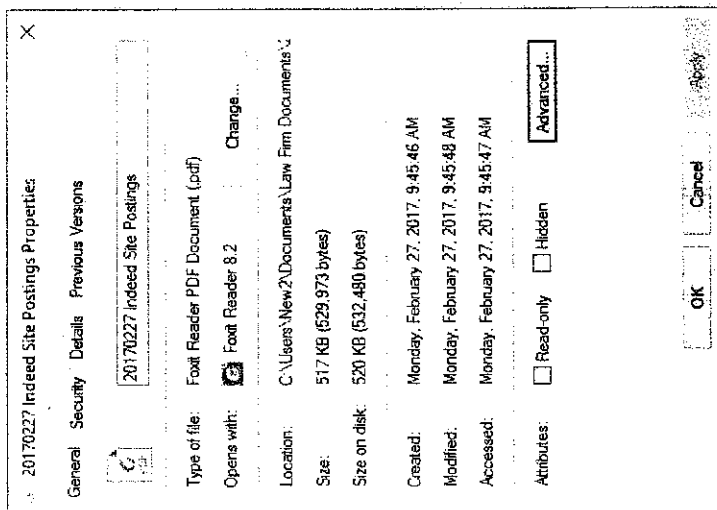 20170227 Indeed Site Postings Properties
General Security Details Previous Versions
20170227 Indeed Site Postings
Type of file: Foxit Reader PDF Document (.pdf)
Opens with: Foxit Reader 8.2 Change...
Location: C:\Users\New2\Documents\Law Firm Documents\
Size: 517 KB (529,973 bytes)
Size on disk: 520 KB (532,480 bytes)
Created: Monday, February 27, 2017, 9:45:46 AM
Modified: Monday, February 27, 2017, 9:45:48 AM
Accessed: Monday, February 27, 2017, 9:45:47 AM
Attributes: Read-only Hidden Advanced...
OK Cancel Apply